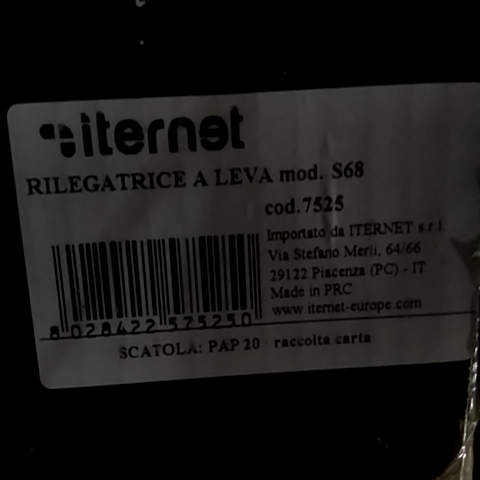 iternet
RILEGATRICE A LEVA mod. S68
cod.7525
Importato da ITERNET s.r.l
Via Stefano Merli, 64/66
29122 Piacenza (PC) - IT
Made in PRC
www.iternet-europe.com
8 028422 575250
SCATOLA: PAP 20 - raccolta carta